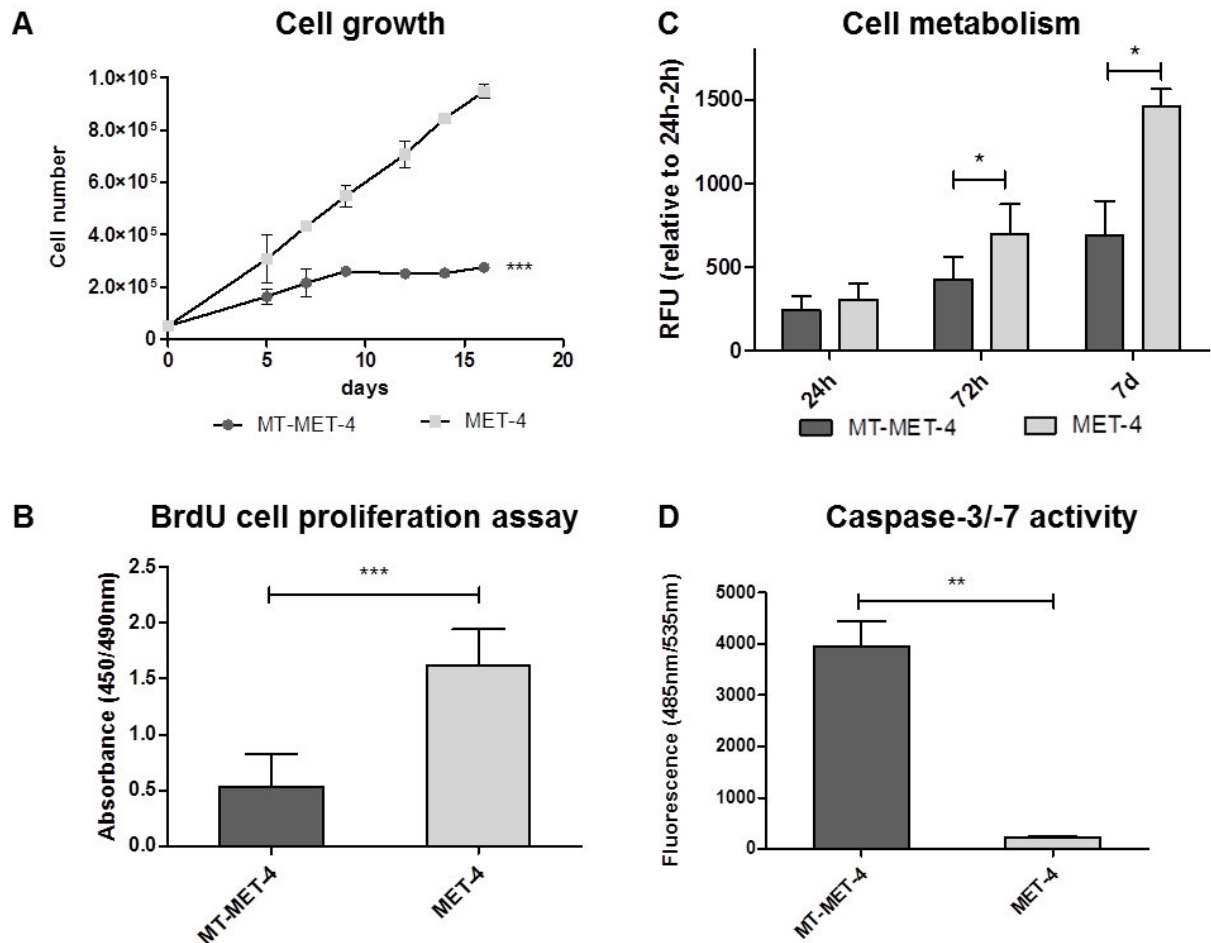 A Cell growth
1.0×10⁶
8.0×10⁵
6.0×10⁵
4.0×10⁵
2.0×10⁵
0
Cell number
***
0 5 10 15 20
days
MT-MET-4 MET-4
C Cell metabolism
1500
1000
500
0
RFU (relative to 24h-2h)
*
*
24h 72h 7d
MT-MET-4 MET-4
B BrdU cell proliferation assay
2.5
2.0
1.5
1.0
0.5
0.0
Absorbance (450/490nm)
***
MT-MET-4 MET-4
D Caspase-3/-7 activity
5000
4000
3000
2000
1000
0
Fluorescence (485nm/535nm)
**
MT-MET-4 MET-4